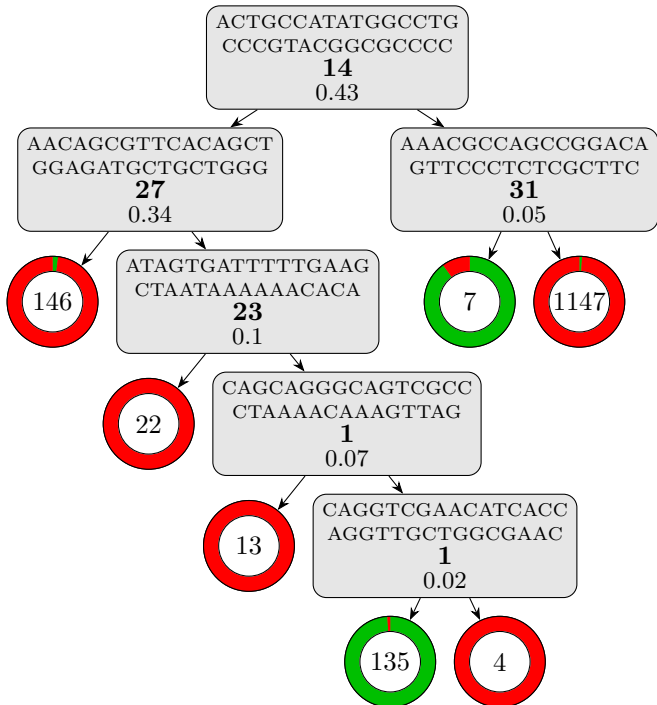 ACTGCCATATGGCCTG
CCCGTACGGCGCCCC
14
0.43
AACAGCGTTCACAGCT
GGAGATGCTGCTGGG
27
0.34
AAACGCCAGCCGGACA
GTTCCCTCTCGCTTC
31
0.05
146
ATAGTGATTTTTGAAG
CTAATAAAAAACACA
23
0.1
7
1147
22
CAGCAGGGCAGTCGCC
CTAAAACAAAGTTAG
1
0.07
13
CAGGTCGAACATCACC
AGGTTGCTGGCGAAC
1
0.02
135
4